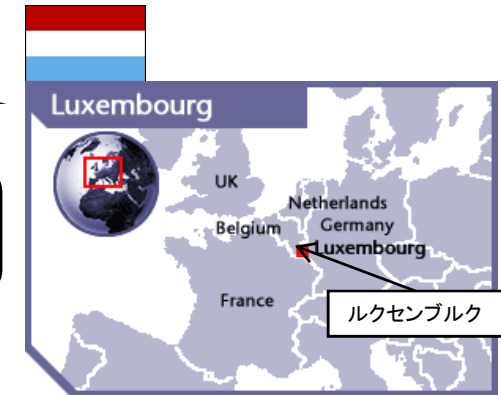 Luxembourg
UK
Netherlands
Belgium
Germany
Luxembourg
France
ルクセンブルク